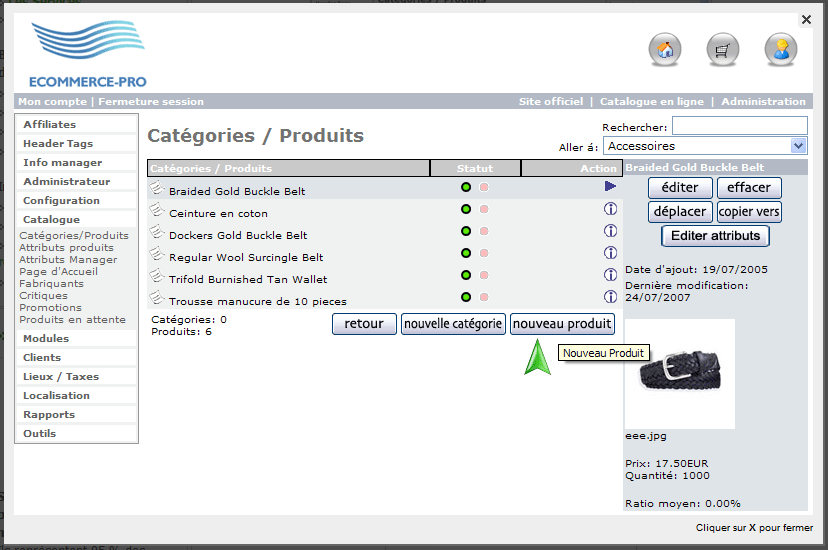 ECOMMERCE-PRO
Mon compte | Fermeture session
Site officiel | Catalogue en ligne | Administration
Affiliates
Header Tags
Info manager
Administrateur
Configuration
Catalogue
Catégories/Produits
Attributs produits
Attributs Manager
Page d'Accueil
Fabriquants
Critiques
Promotions
Produits en attente
Modules
Clients
Lieux / Taxes
Localisation
Rapports
Outils
Catégories / Produits
Rechercher:
Aller á: Accessoires
Catégories / Produits Statut Action
Braided Gold Buckle Belt
Ceinture en coton
Dockers Gold Buckle Belt
Regular Wool Surcingle Belt
Trifold Burnished Tan Wallet
Trousse manucure de 10 pieces
Catégories: 0
Produits: 6
retour nouvelle catégorie nouveau produit
Nouveau Produit
Braided Gold Buckle Belt
éditer effacer
déplacer copier vers
Editer attributs
Date d'ajout: 19/07/2005
Dernière modification:
24/07/2007
eee.jpg
Prix: 17.50EUR
Quantité: 1000
Ratio moyen: 0.00%
Cliquer sur X pour fermer